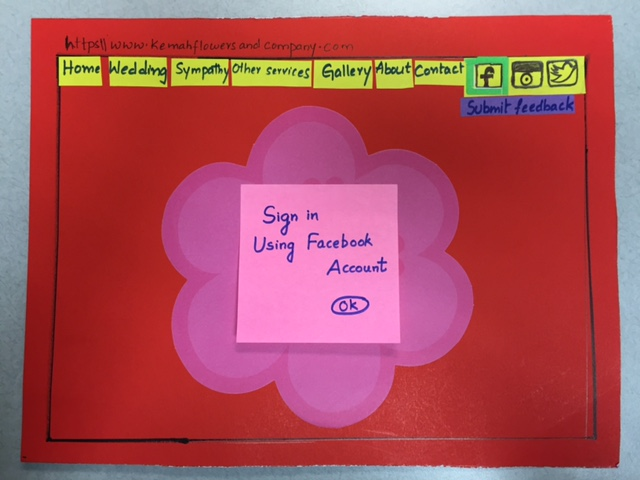 https\\www.kemahflowersandcompany.com
Home Wedding Sympathy Other services Gallery About Contact f
Submit feedback
Sign in
Using Facebook
Account
Ok